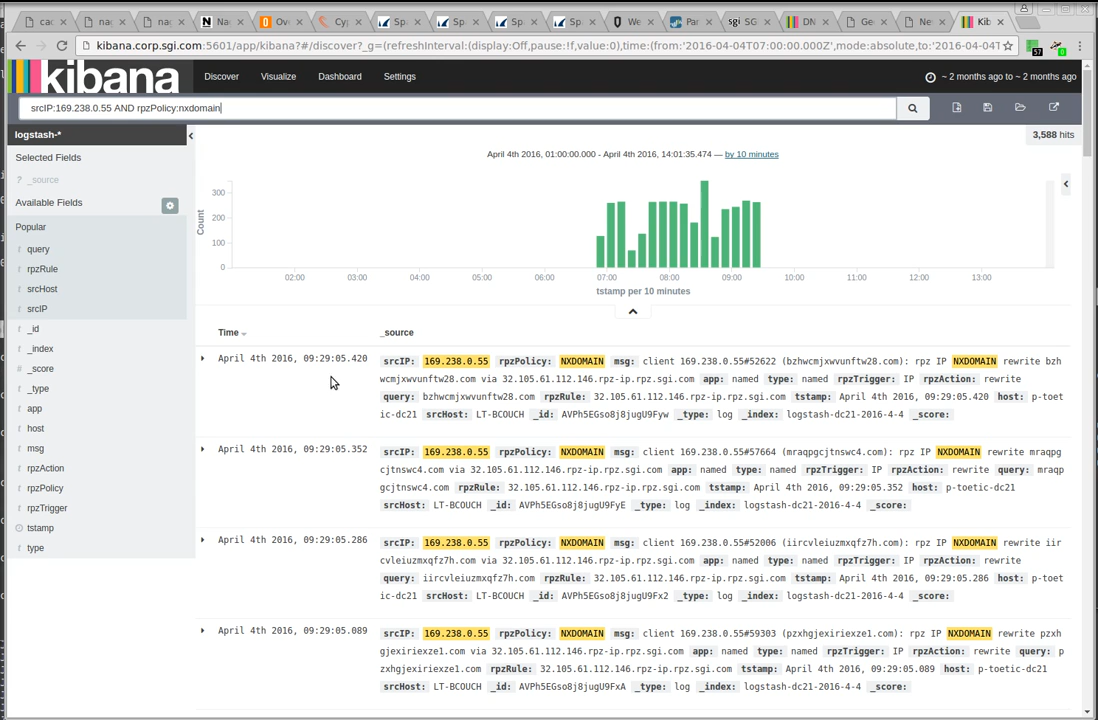 cac
na
na
Na
Ov
Cy
Sp
Sp
Sp
Sp
We
Par
sgi SG
DN
Ge
Ne
Kib
kibana.corp.sgi.com:5601/app/kibana?#/discover?_g=(refreshInterval:(display:Off,pause:!f,value:0),time:(from:'2016-04-04T07:00:00.000Z',mode:absolute,to:'2016-04-04T
57
0
kibana
Discover
Visualize
Dashboard
Settings
~ 2 months ago to ~ 2 months ago
srcIP:169.238.0.55 AND rpzPolicy:nxdomain
logstash-*
3,588 hits
Selected Fields
? _source
Available Fields
Popular
t query
t rpzRule
t srcHost
t srcIP
t _id
t _index
# _score
t _type
t app
t host
t msg
t rpzAction
t rpzPolicy
t rpzTrigger
tstamp
t type
April 4th 2016, 01:00:00.000 - April 4th 2016, 14:01:35.474 — by 10 minutes
Count
300
200
100
0
02:00
03:00
04:00
05:00
06:00
07:00
08:00
09:00
10:00
11:00
12:00
13:00
tstamp per 10 minutes
Time
_source
April 4th 2016, 09:29:05.420
srcIP: 169.238.0.55 rpzPolicy: NXDOMAIN msg: client 169.238.0.55#52622 (bzhwcmjxwvunftw28.com): rpz IP NXDOMAIN rewrite bzh
wcmjxwvunftw28.com via 32.105.61.112.146.rpz-ip.rpz.sgi.com app: named type: named rpzTrigger: IP rpzAction: rewrite
query: bzhwcmjxwvunftw28.com rpzRule: 32.105.61.112.146.rpz-ip.rpz.sgi.com tstamp: April 4th 2016, 09:29:05.420 host: p-toet
ic-dc21 srcHost: LT-BCOUCH _id: AVPh5EGso8j8jugU9Fyw _type: log _index: logstash-dc21-2016-4-4 _score:
April 4th 2016, 09:29:05.352
srcIP: 169.238.0.55 rpzPolicy: NXDOMAIN msg: client 169.238.0.55#57664 (mraqpgcjtnswc4.com): rpz IP NXDOMAIN rewrite mraqpg
cjtnswc4.com via 32.105.61.112.146.rpz-ip.rpz.sgi.com app: named type: named rpzTrigger: IP rpzAction: rewrite query: mraqp
gcjtnswc4.com rpzRule: 32.105.61.112.146.rpz-ip.rpz.sgi.com tstamp: April 4th 2016, 09:29:05.352 host: p-toetic-dc21
srcHost: LT-BCOUCH _id: AVPh5EGso8j8jugU9FyE _type: log _index: logstash-dc21-2016-4-4 _score:
April 4th 2016, 09:29:05.286
srcIP: 169.238.0.55 rpzPolicy: NXDOMAIN msg: client 169.238.0.55#52006 (iircvleiuzmxqfz7h.com): rpz IP NXDOMAIN rewrite iir
cvleiuzmxqfz7h.com via 32.105.61.112.146.rpz-ip.rpz.sgi.com app: named type: named rpzTrigger: IP rpzAction: rewrite
query: iircvleiuzmxqfz7h.com rpzRule: 32.105.61.112.146.rpz-ip.rpz.sgi.com tstamp: April 4th 2016, 09:29:05.286 host: p-toet
ic-dc21 srcHost: LT-BCOUCH _id: AVPh5EGso8j8jugU9Fx2 _type: log _index: logstash-dc21-2016-4-4 _score:
April 4th 2016, 09:29:05.089
srcIP: 169.238.0.55 rpzPolicy: NXDOMAIN msg: client 169.238.0.55#59303 (pzxhgjexiriexze1.com): rpz IP NXDOMAIN rewrite pzxh
gjexiriexze1.com via 32.105.61.112.146.rpz-ip.rpz.sgi.com app: named type: named rpzTrigger: IP rpzAction: rewrite query: p
zxhgjexiriexze1.com rpzRule: 32.105.61.112.146.rpz-ip.rpz.sgi.com tstamp: April 4th 2016, 09:29:05.089 host: p-toetic-dc21
srcHost: LT-BCOUCH _id: AVPh5EGso8j8jugU9FxA _type: log _index: logstash-dc21-2016-4-4 _score: